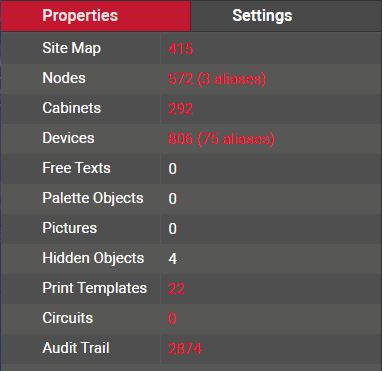 Properties Settings
Site Map 415
Nodes 572 (3 aliases)
Cabinets 292
Devices 806 (75 aliases)
Free Texts 0
Palette Objects 0
Pictures 0
Hidden Objects 4
Print Templates 22
Circuits 0
Audit Trail 2874